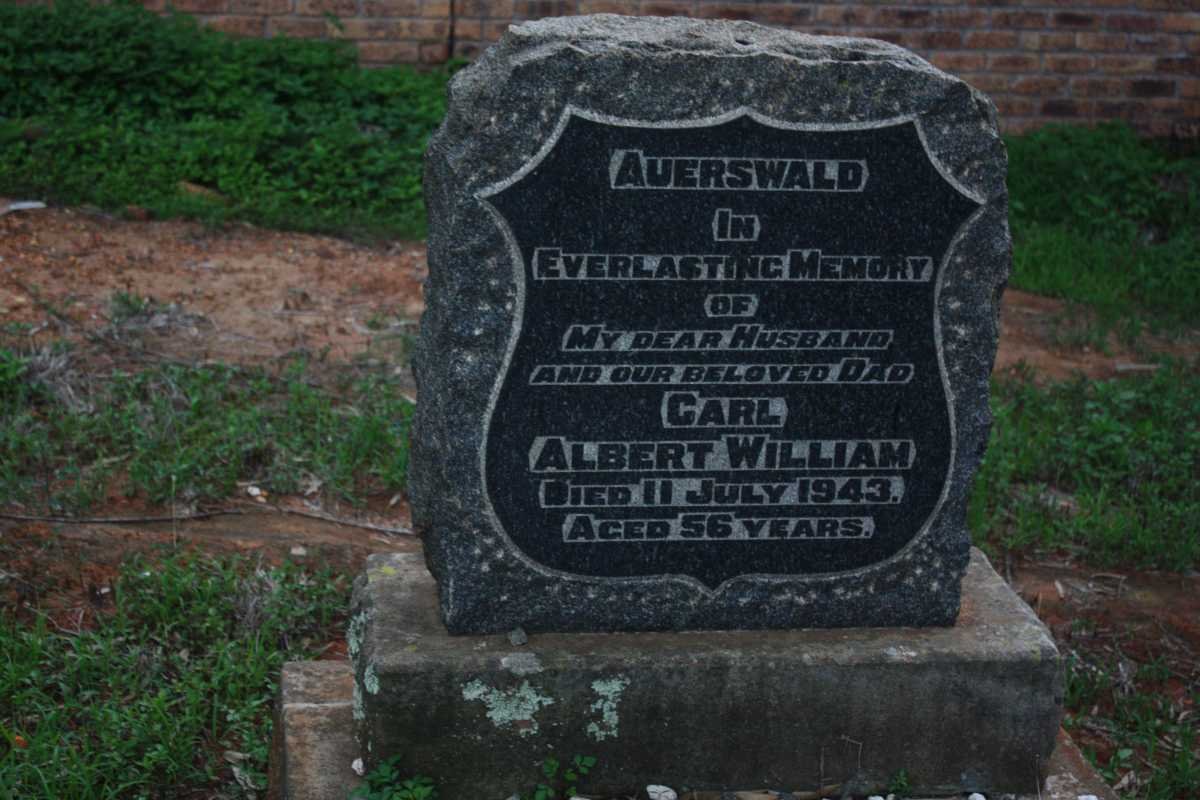 AUERSWALD
IN
EVERLASTING MEMORY
OF
MY DEAR HUSBAND
AND OUR BELOVED DAD
CARL
ALBERT WILLIAM
DIED 11 JULY 1943.
AGED 56 YEARS.